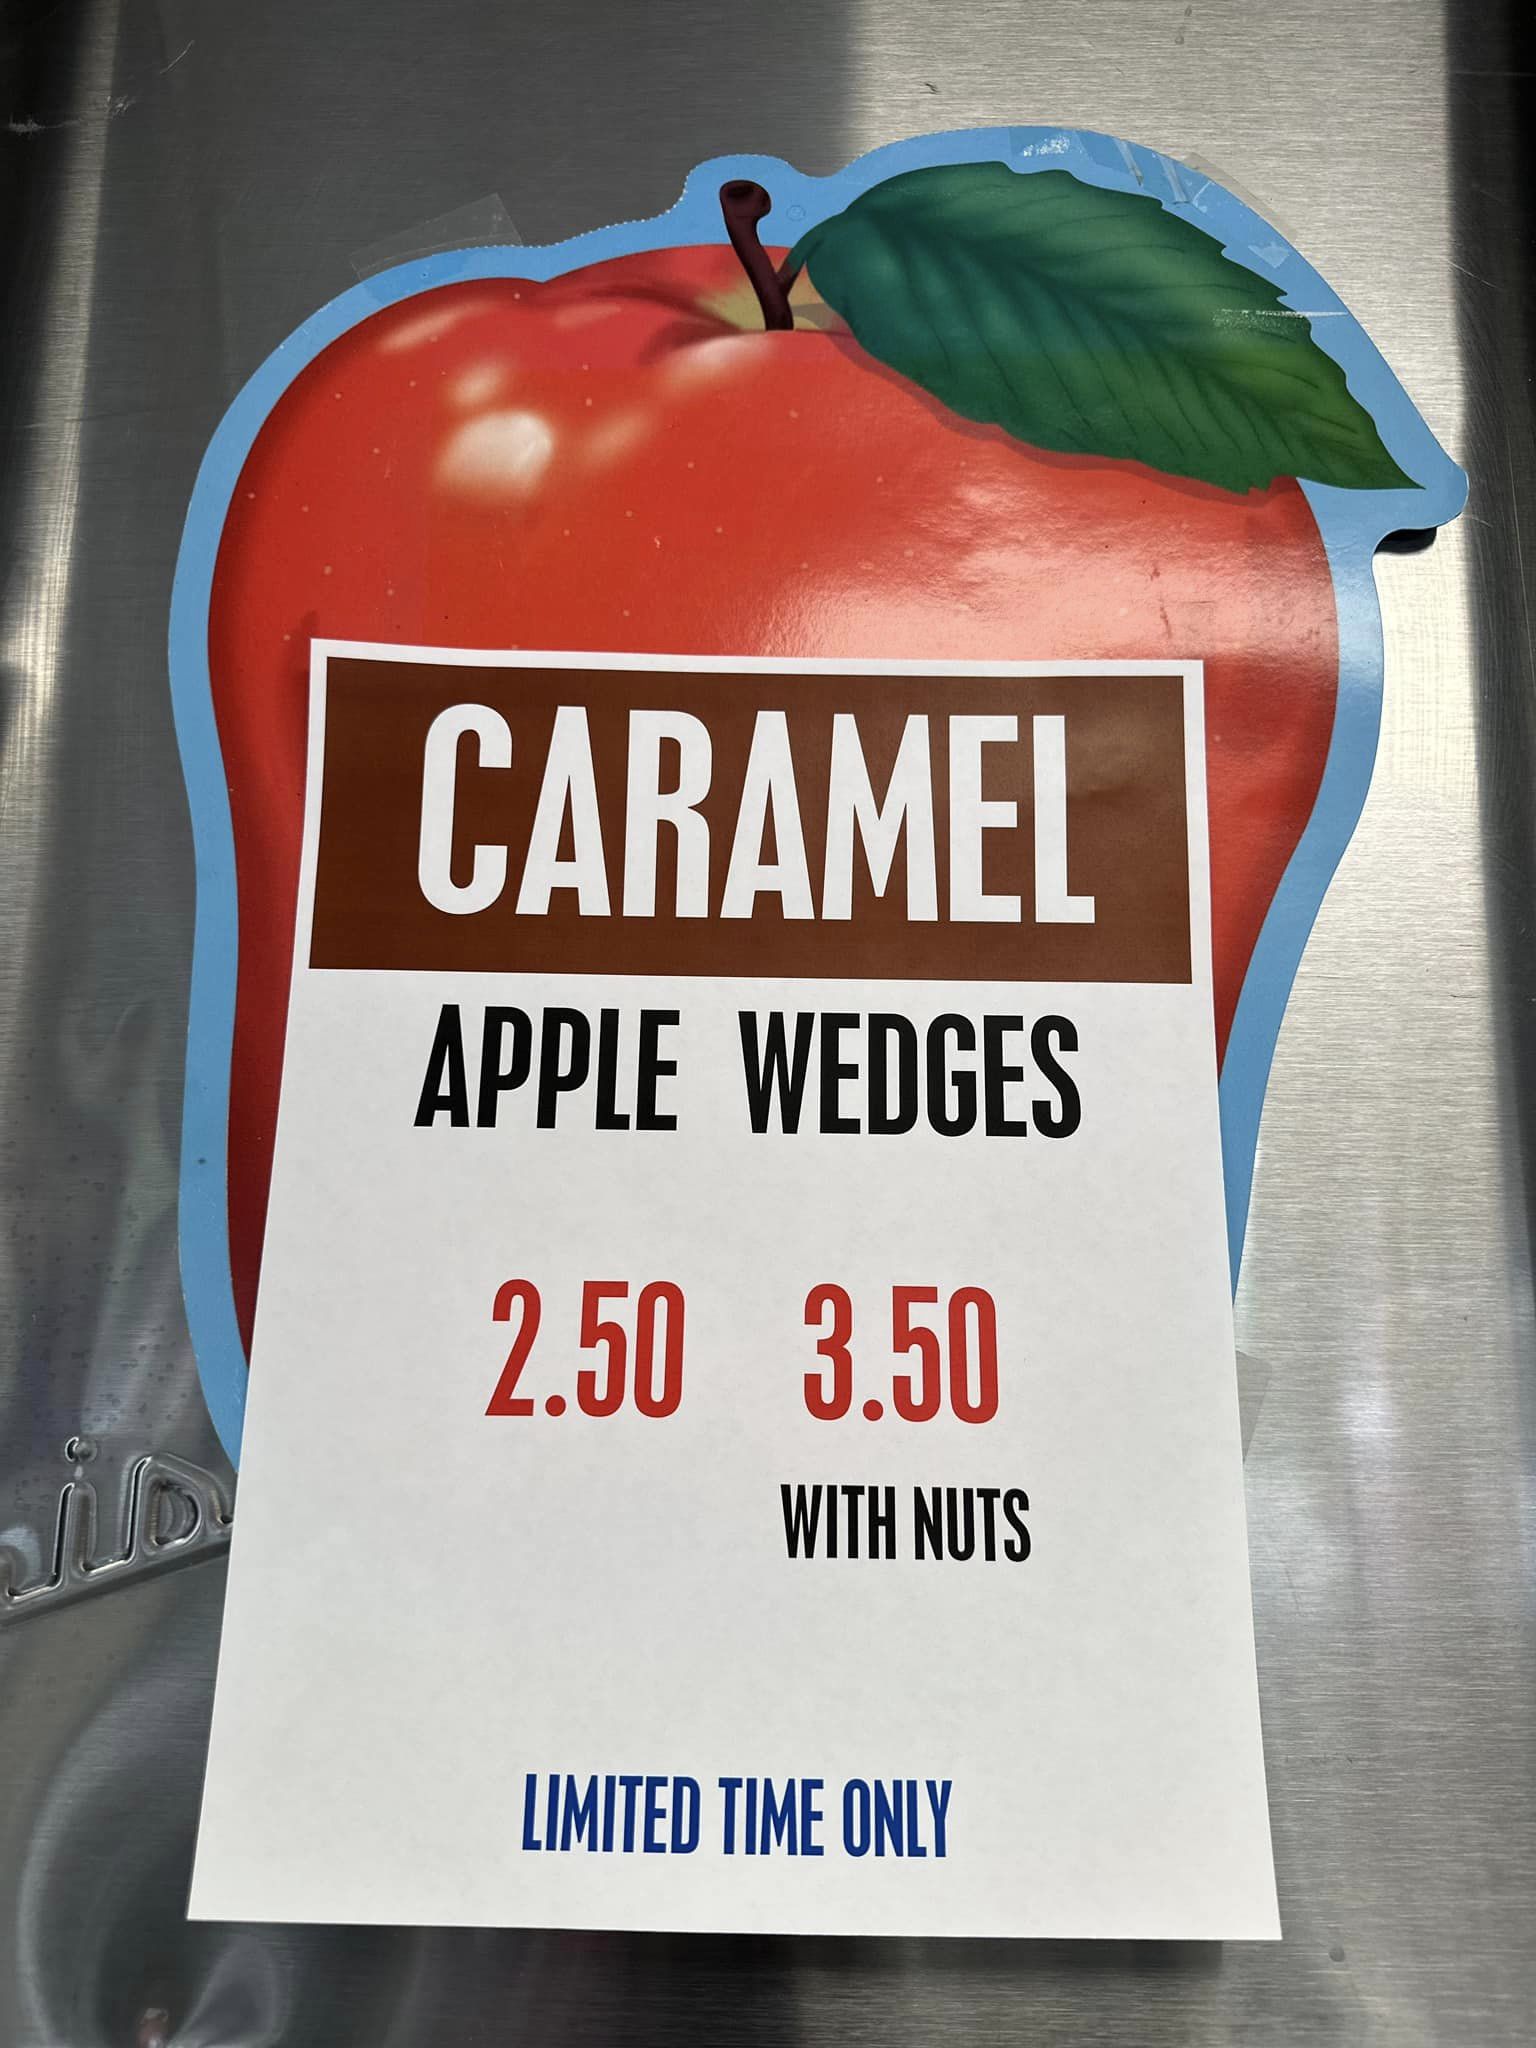 CARAMEL
APPLE WEDGES
2.50 3.50
WITH NUTS
LIMITED TIME ONLY